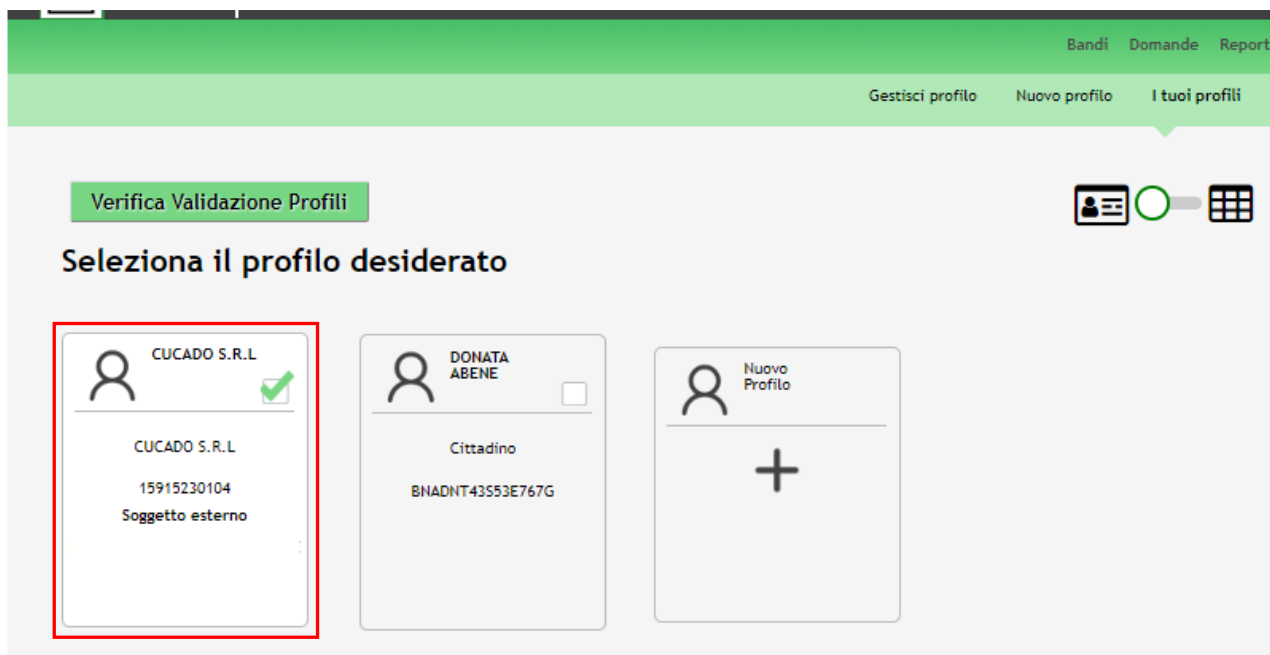 Bandi Domande Report
Gestisci profilo Nuovo profilo I tuoi profili
Verifica Validazione Profili
Seleziona il profilo desiderato
CUCADO S.R.L
CUCADO S.R.L
15915230104
Soggetto esterno
DONATA
ABENE
Cittadino
BNADNT43S53E767G
Nuovo
Profilo